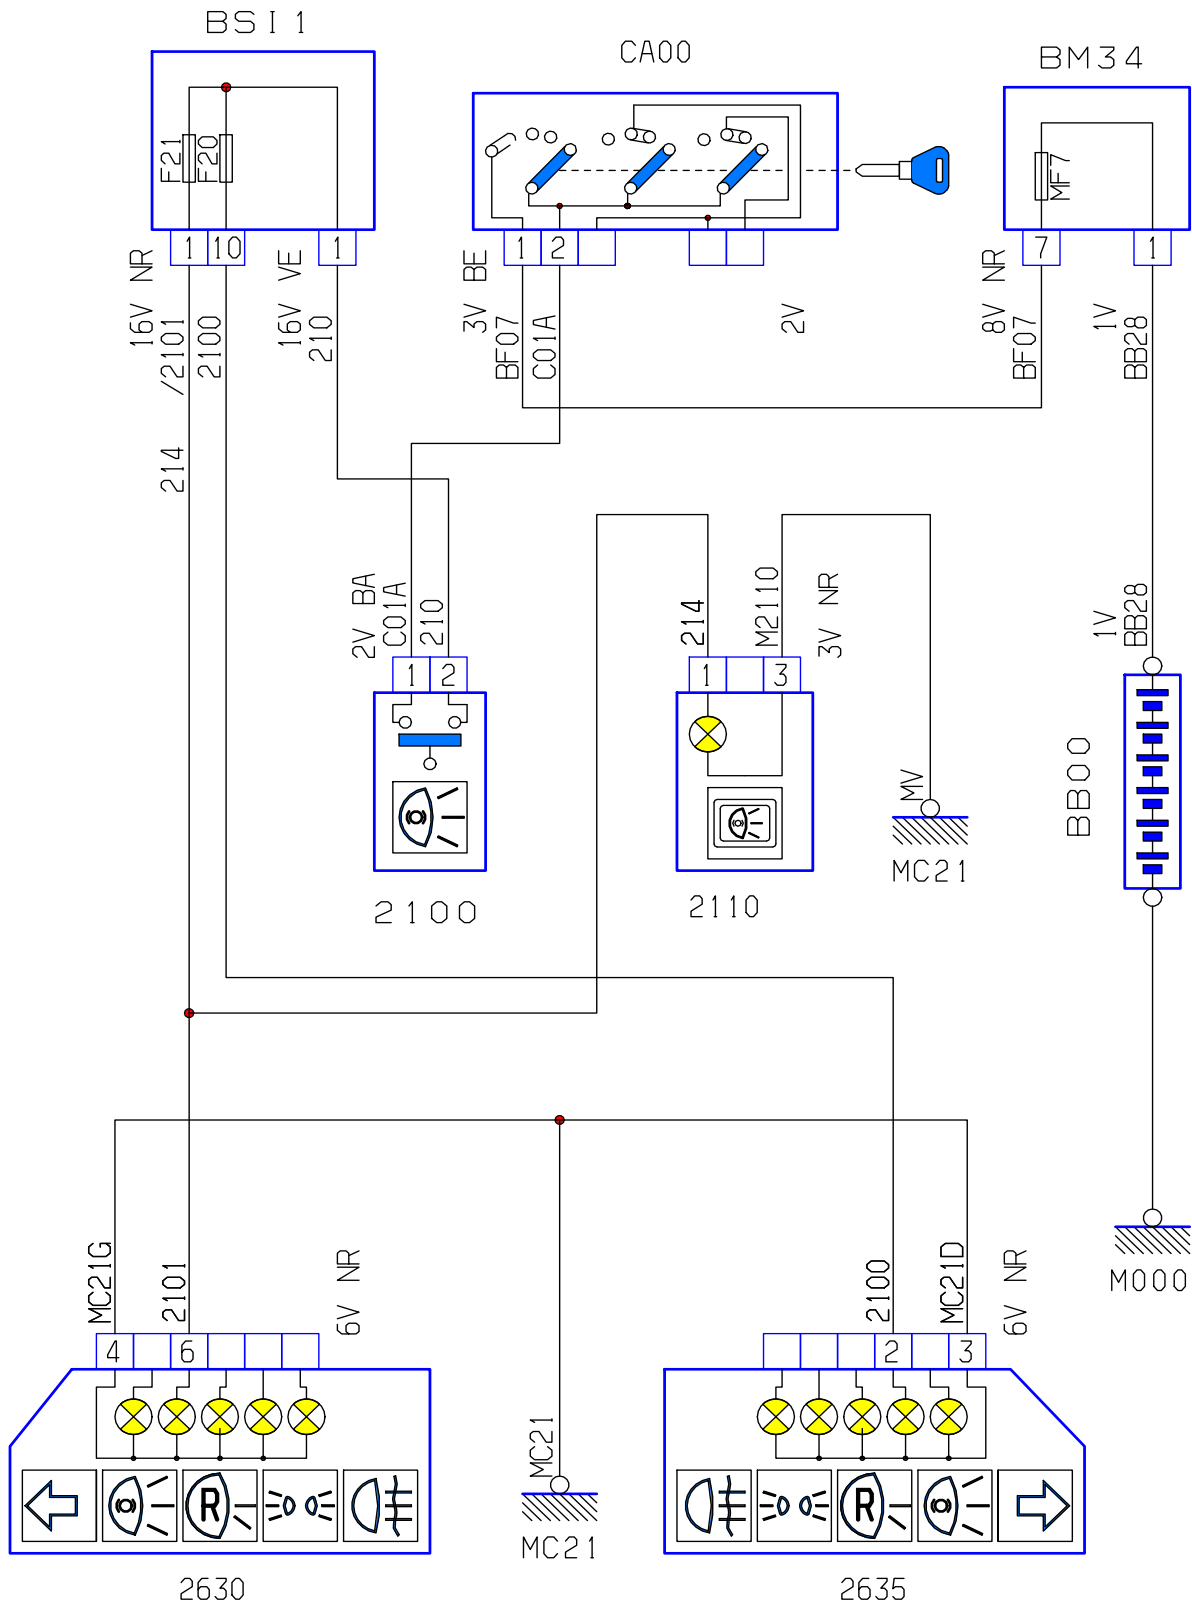 BSI 1
CA00
BM34
F21
F20
MF7
1
10
1
1
2
7
1
16V NR
/2101
2100
16V VE
210
3V BE
BF07
C01A
2V
8V NR
BF07
1V
BB28
214
2V BA
C01A
210
214
M2110
3V NR
1V
BB28
1
2
1
3
BB00
MV
MC21
2100
2110
MC21G
2101
6V NR
2100
MC21D
6V NR
M000
4
6
2
3
MC21
R
R
MC21
2630
2635